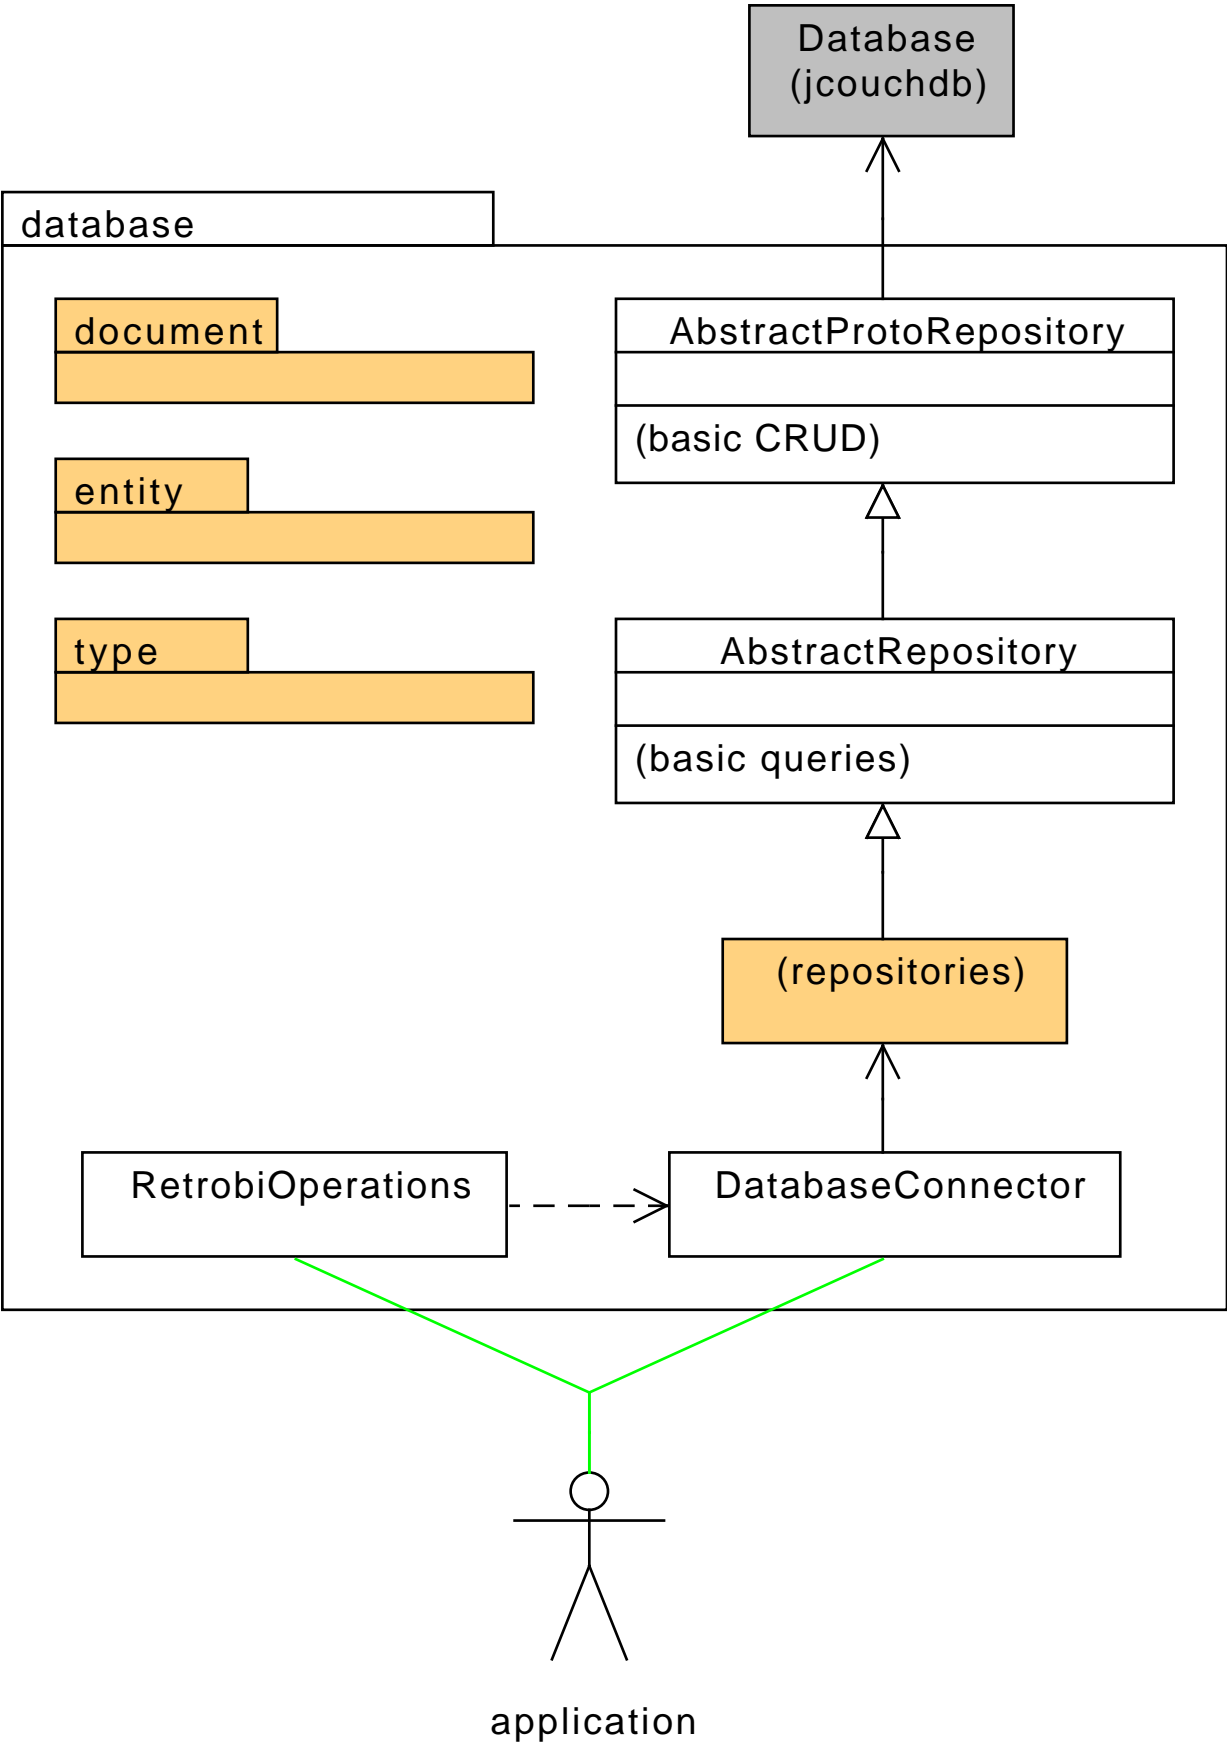 Database
(jcouchdb)
database
document
AbstractProtoRepository
(basic CRUD)
entity
type
AbstractRepository
(basic queries)
(repositories)
RetrobiOperations
DatabaseConnector
application